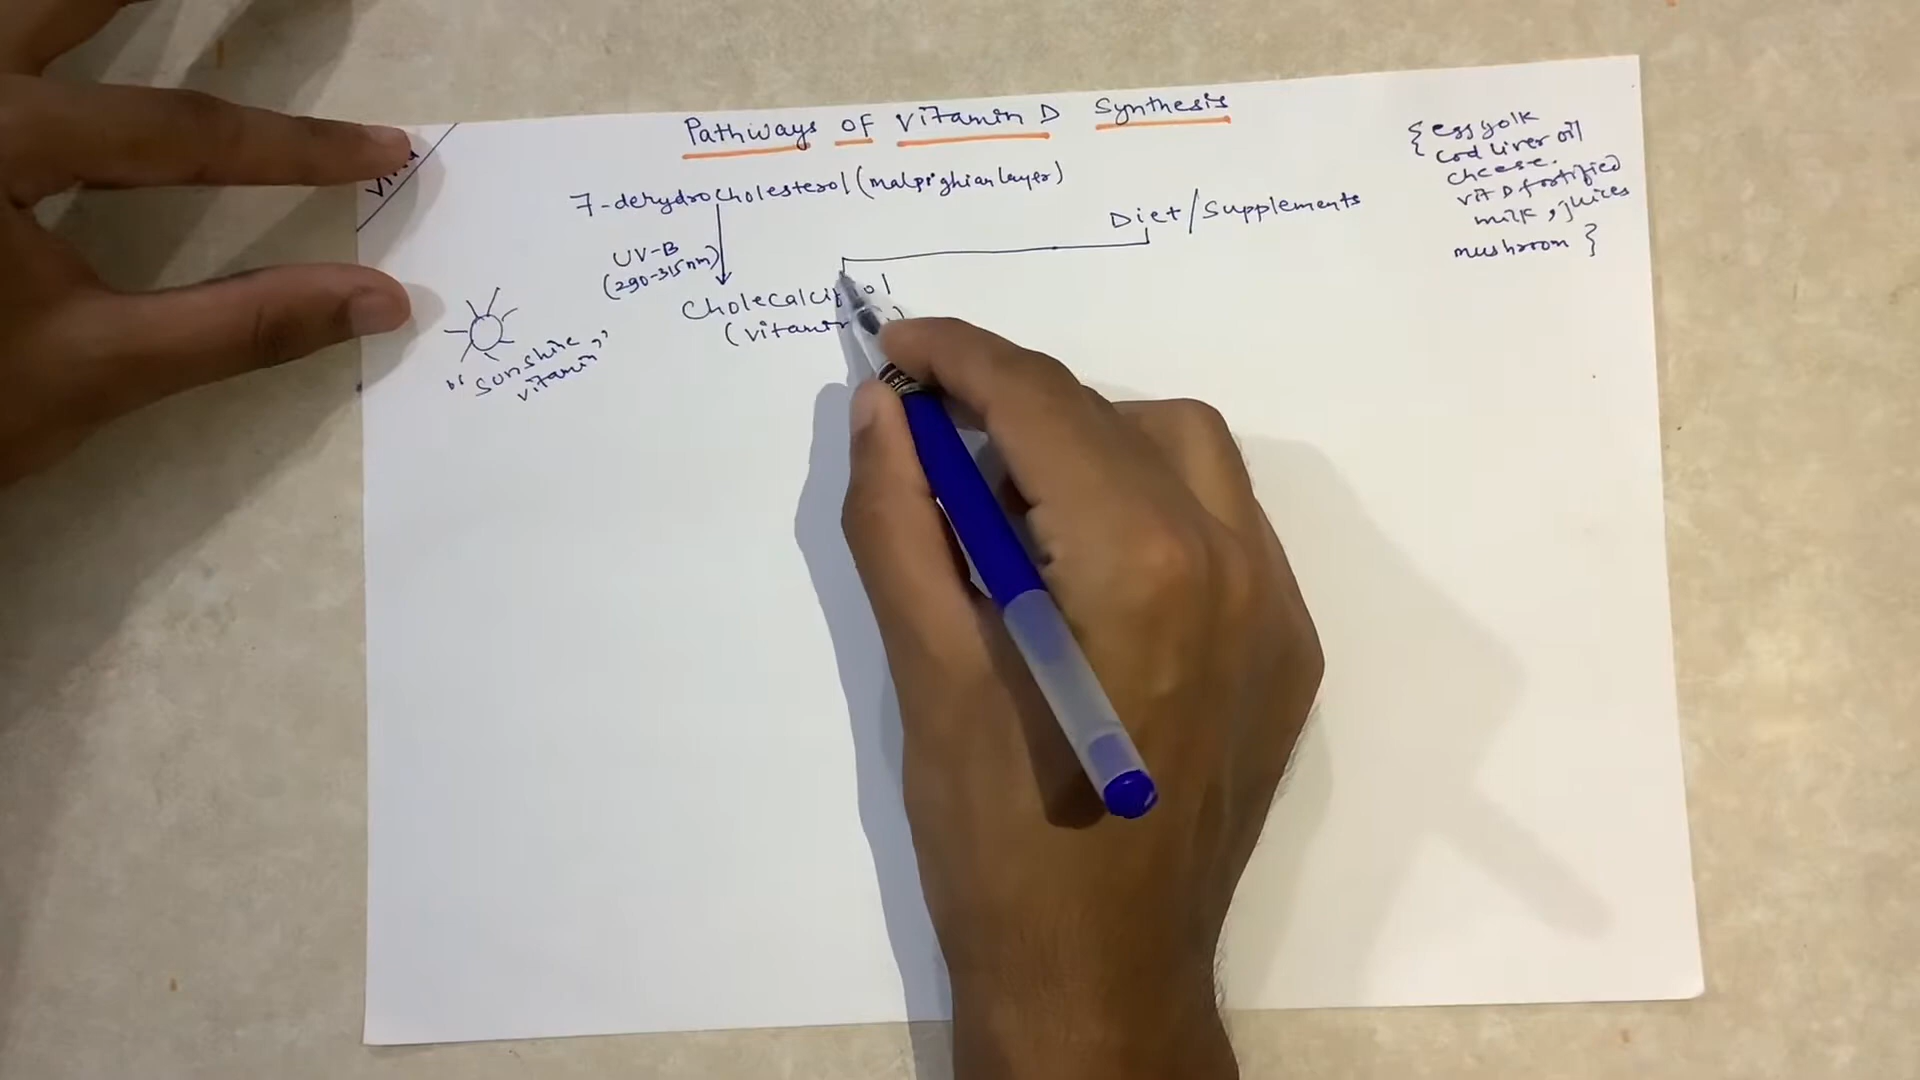 Pathways of Vitamin D Synthesis
7-dehydrocholesterol (malpighian layer)
UV-B
(290-315nm)
Diet/Supplements
{ egg yolk
cod liver oil
cheese.
vit D fortified
milk, juices
mushroom }
"sunshine
vitamin"